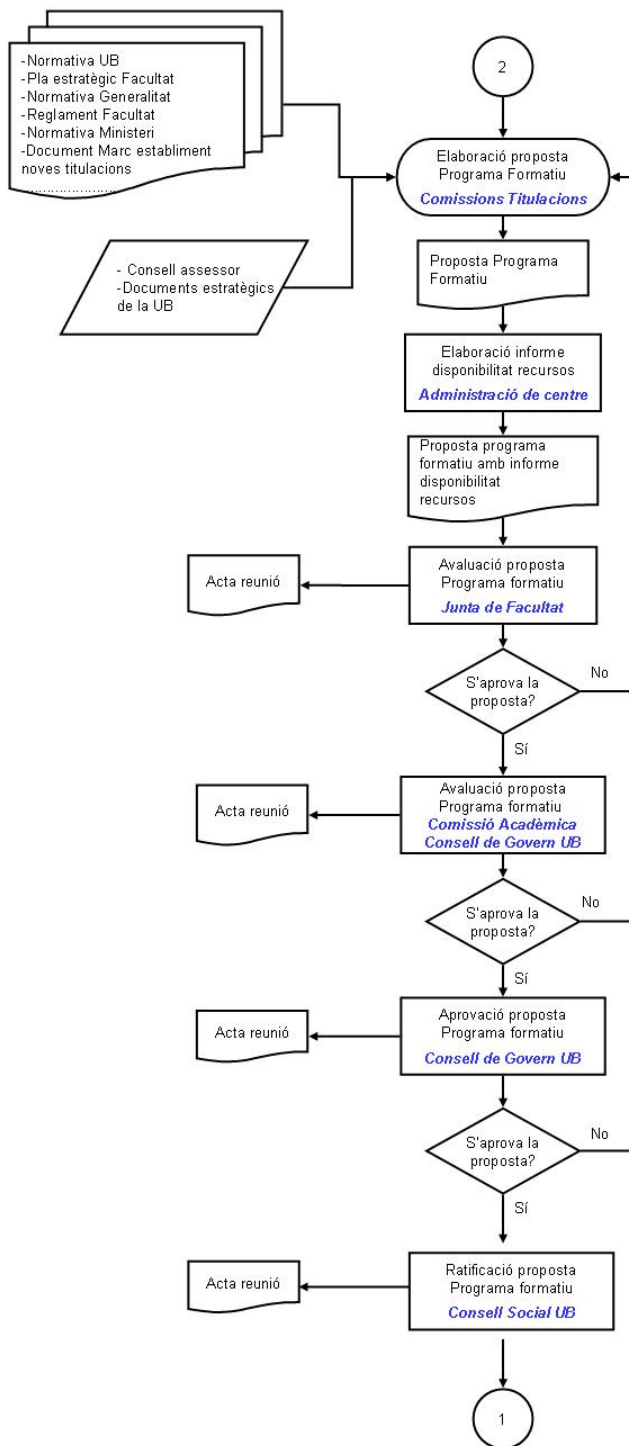 -Normativa UB
-Pla estratègic Facultat
-Normativa Generalitat
-Reglament Facultat
-Normativa Ministeri
-Document Marc establiment
noves titulacions
........................
2
Elaboració proposta
Programa Formatiu
Comissions Titulacions
- Consell assessor
-Documents estratègics
de la UB
Proposta Programa
Formatiu
Elaboració informe
disponibilitat recursos
Administració de centre
Proposta programa
formatiu amb informe
disponibilitat
recursos
Acta reunió
Avaluació proposta
Programa formatiu
Junta de Facultat
S'aprova la
proposta?
No
Sí
Acta reunió
Avaluació proposta
Programa formatiu
Comissió Acadèmica
Consell de Govern UB
S'aprova la
proposta?
No
Sí
Acta reunió
Aprovació proposta
Programa formatiu
Consell de Govern UB
S'aprova la
proposta?
No
Sí
Acta reunió
Ratificació proposta
Programa formatiu
Consell Social UB
1